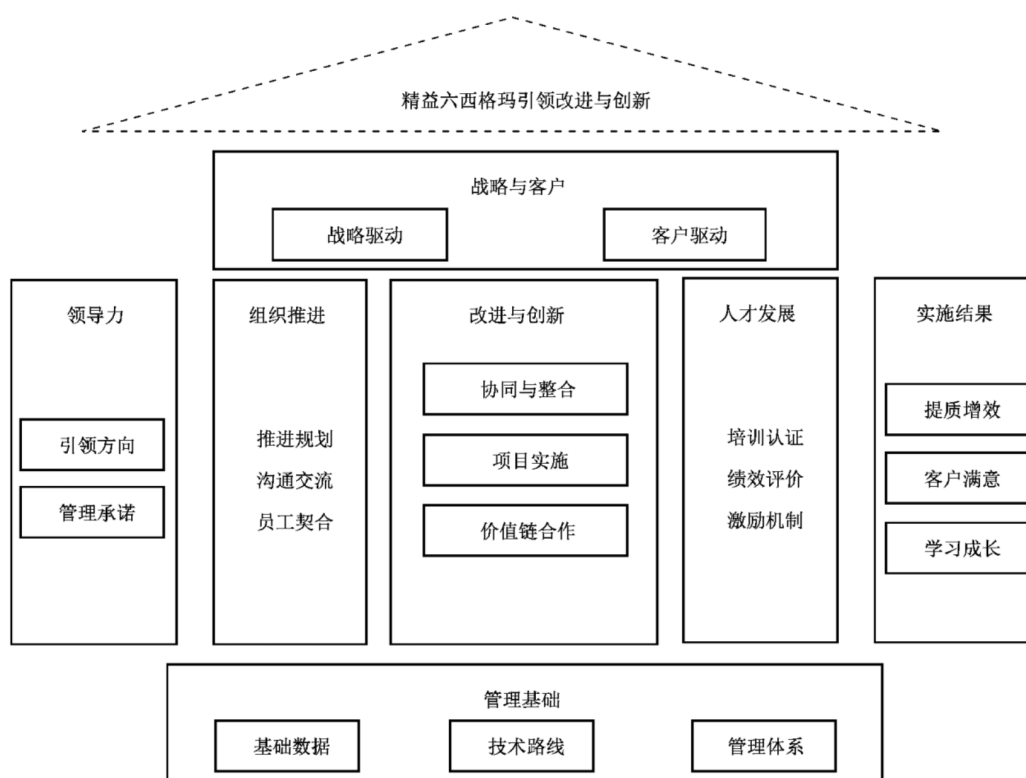 精益六西格玛引领改进与创新
战略与客户
战略驱动
客户驱动
领导力
引领方向
管理承诺
组织推进
推进规划
沟通交流
员工契合
改进与创新
协同与整合
项目实施
价值链合作
人才发展
培训认证
绩效评价
激励机制
实施结果
提质增效
客户满意
学习成长
管理基础
基础数据
技术路线
管理体系